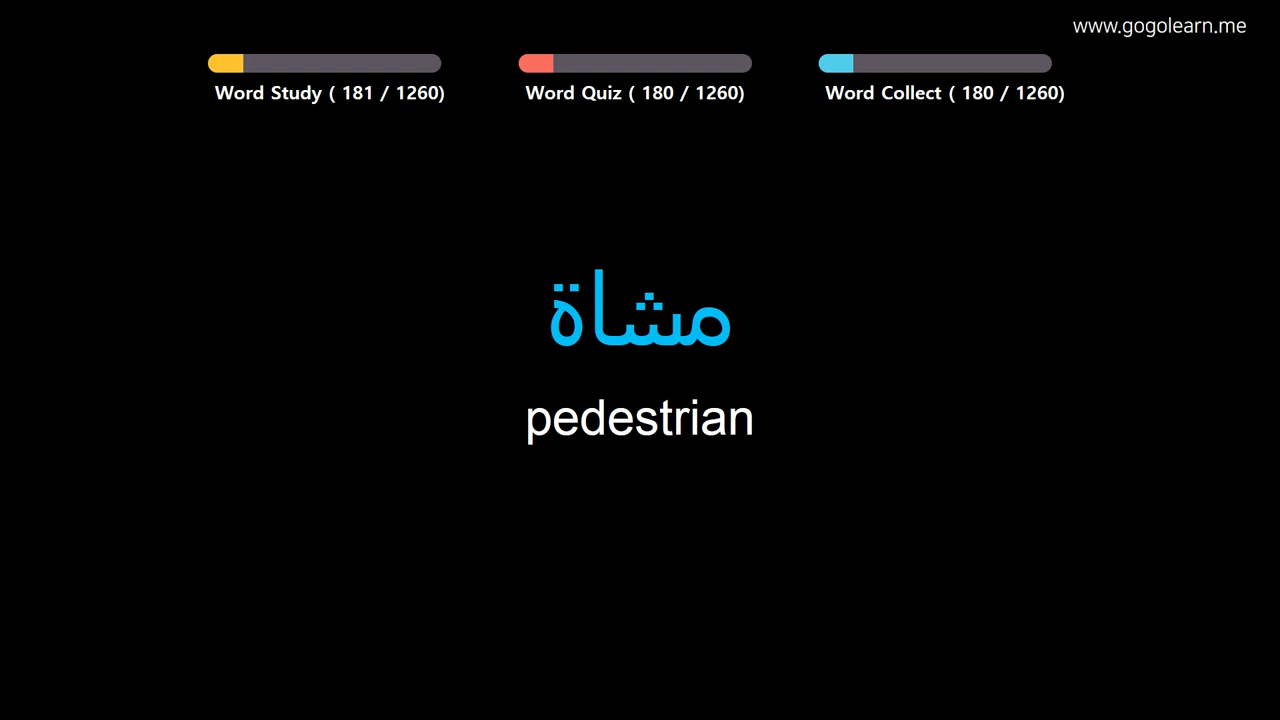 www.gogolearn.me
Word Study ( 181 / 1260)
Word Quiz ( 180 / 1260)
Word Collect ( 180 / 1260)
مشاة
pedestrian